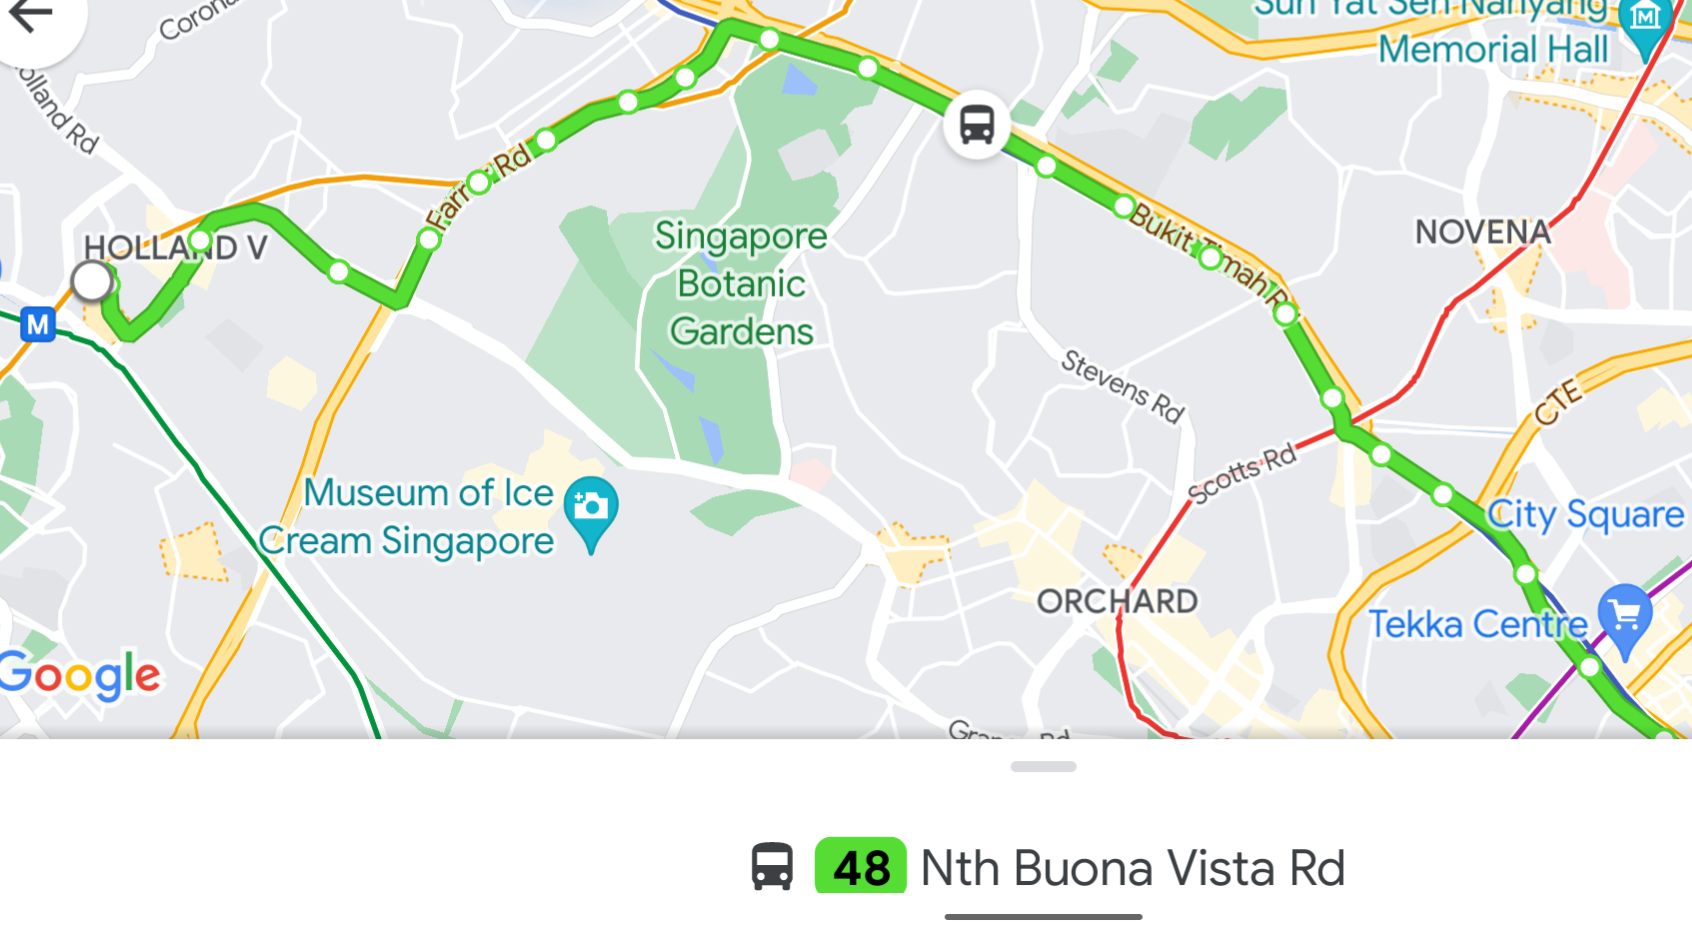 Sun Yat Sen Nanyang
Memorial Hall
Holland Rd
Farrer Rd
HOLLAND V
M
Singapore
Botanic
Gardens
Bukit Timah Rd
NOVENA
Stevens Rd
CTE
Scotts Rd
Museum of Ice
Cream Singapore
City Square
ORCHARD
Tekka Centre
Google
48 Nth Buona Vista Rd